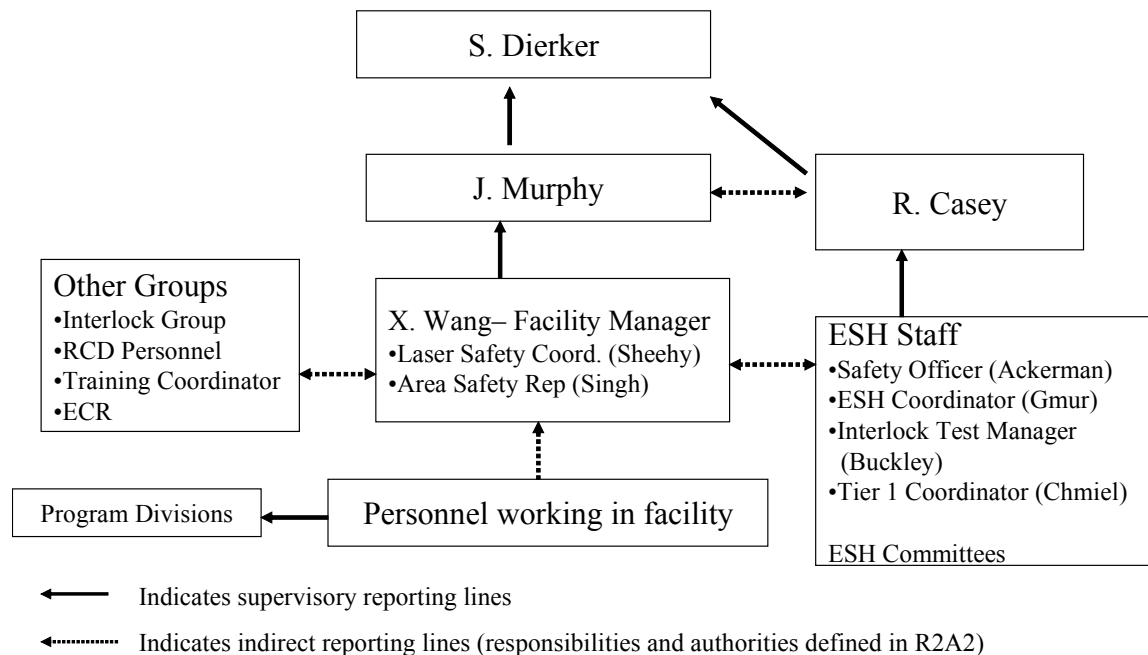 S. Dierker
J. Murphy
R. Casey
Other Groups
•Interlock Group
•RCD Personnel
•Training Coordinator
•ECR
X. Wang– Facility Manager
•Laser Safety Coord. (Sheehy)
•Area Safety Rep (Singh)
ESH Staff
•Safety Officer (Ackerman)
•ESH Coordinator (Gmur)
•Interlock Test Manager
(Buckley)
•Tier 1 Coordinator (Chmiel)
ESH Committees
Program Divisions
Personnel working in facility
Indicates supervisory reporting lines
Indicates indirect reporting lines (responsibilities and authorities defined in R2A2)